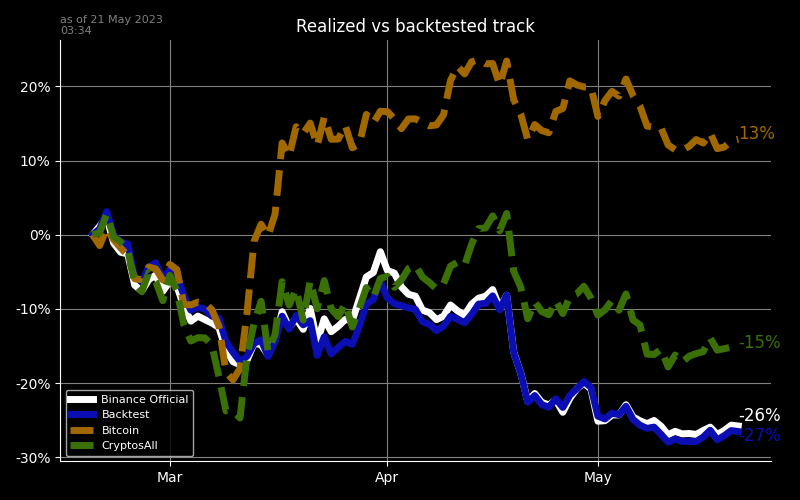 as of 21 May 2023
03:34
Realized vs backtested track
20%
10%
0%
-10%
-20%
-30%
13%
-15%
-26%
-27%
Binance Official
Backtest
Bitcoin
CryptosAll
Mar
Apr
May